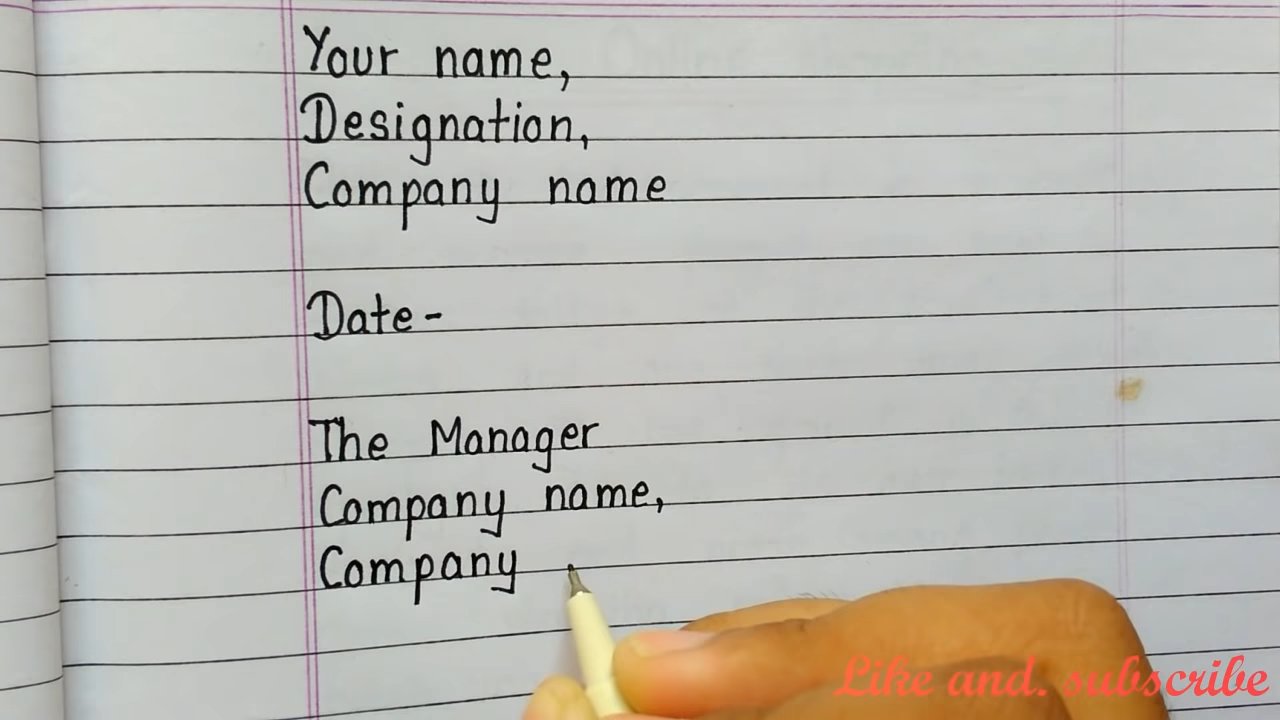 Your name,
Designation,
Company name
Date-
The Manager
Company name,
Company
Like and. subscribe